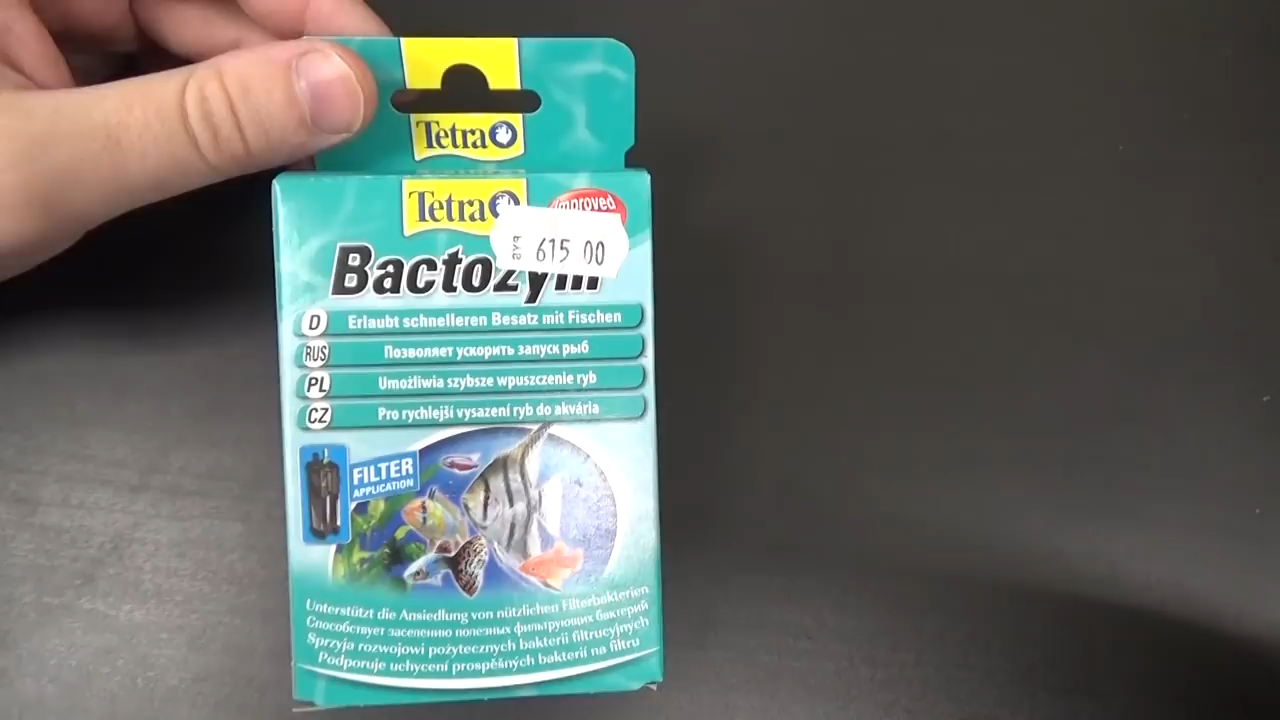 Tetra
Tetra
Improved
РУБ 615 00
Bactozym
D Erlaubt schnelleren Besatz mit Fischen
RUS Позволяет ускорить запуск рыб
PL Umożliwia szybsze wpuszczenie ryb
CZ Pro rychlejší vysazení ryb do akvária
FILTER
APPLICATION
Unterstützt die Ansiedlung von nützlichen Filterbakterien
Способствует заселению полезных фильтрующих бактерий
Sprzyja rozwojowi pożytecznych bakterii filtrucyjnych
Podporuje uchycení prospěšných bakterií na filtru